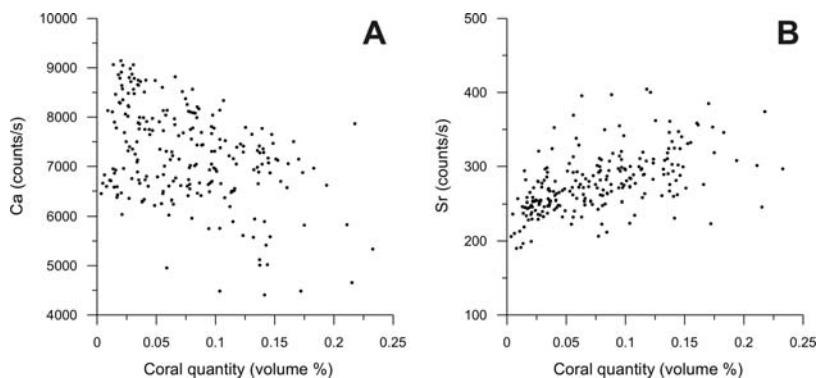 A
10000
9000
8000
7000
6000
5000
4000
Ca (counts/s)
0 0.05 0.1 0.15 0.2 0.25
Coral quantity (volume %)
B
500
400
300
200
100
Sr (counts/s)
0 0.05 0.1 0.15 0.2 0.25
Coral quantity (volume %)